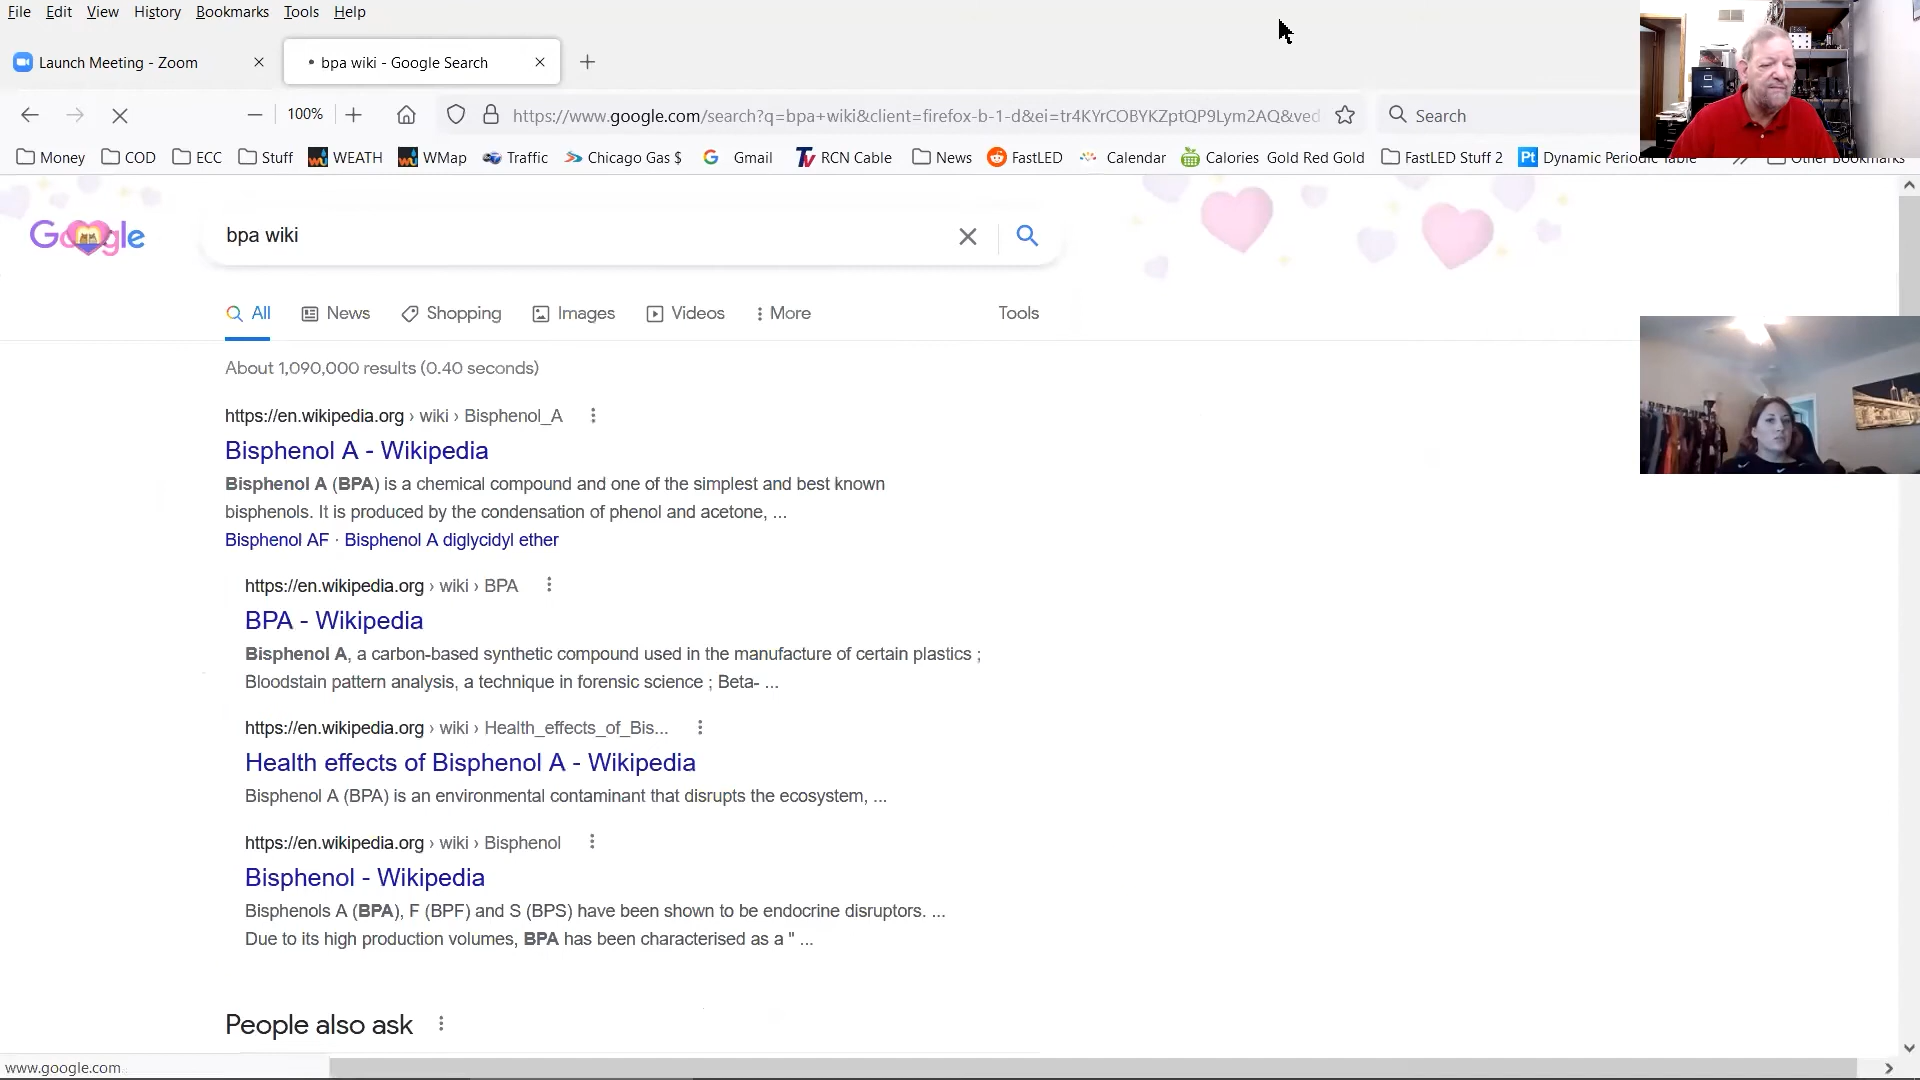 File Edit View History Bookmarks Tools Help
Launch Meeting - Zoom
bpa wiki - Google Search
100%
https://www.google.com/search?q=bpa+wiki&client=firefox-b-1-d&ei=tr4KYrCOBYKZptQP9Lym2AQ&ved
Search
Money COD ECC Stuff WEATH WMap Traffic Chicago Gas $ Gmail RCN Cable News FastLED Calendar Calories Gold Red Gold FastLED Stuff 2 Pt Dynamic Periodic Table Other Bookmarks
Google
bpa wiki
All News Shopping Images Videos More Tools
About 1,090,000 results (0.40 seconds)
https://en.wikipedia.org › wiki › Bisphenol_A
Bisphenol A - Wikipedia
Bisphenol A (BPA) is a chemical compound and one of the simplest and best known
bisphenols. It is produced by the condensation of phenol and acetone, ...
Bisphenol AF · Bisphenol A diglycidyl ether
https://en.wikipedia.org › wiki › BPA
BPA - Wikipedia
Bisphenol A, a carbon-based synthetic compound used in the manufacture of certain plastics ;
Bloodstain pattern analysis, a technique in forensic science ; Beta- ...
https://en.wikipedia.org › wiki › Health_effects_of_Bis...
Health effects of Bisphenol A - Wikipedia
Bisphenol A (BPA) is an environmental contaminant that disrupts the ecosystem, ...
https://en.wikipedia.org › wiki › Bisphenol
Bisphenol - Wikipedia
Bisphenols A (BPA), F (BPF) and S (BPS) have been shown to be endocrine disruptors. ...
Due to its high production volumes, BPA has been characterised as a " ...
People also ask
www.google.com